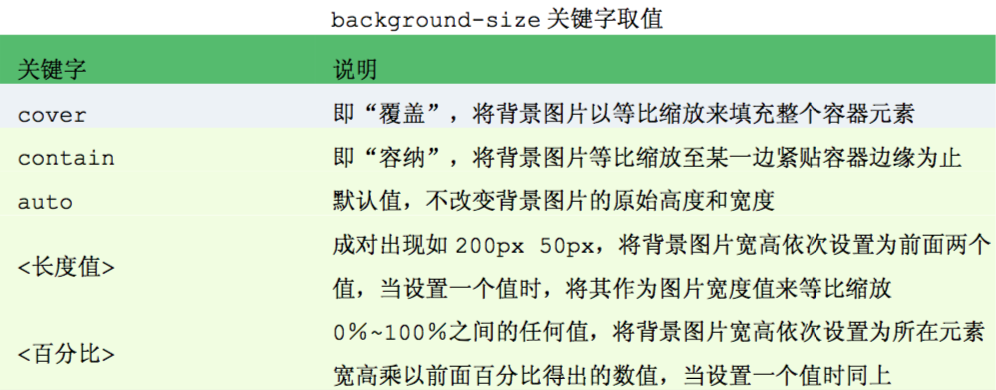 background-size 关键字取值
关键字 说明
cover 即“覆盖”，将背景图片以等比缩放来填充整个容器元素
contain 即“容纳”，将背景图片等比缩放至某一边紧贴容器边缘为止
auto 默认值，不改变背景图片的原始高度和宽度
<长度值> 成对出现如 200px 50px，将背景图片宽高依次设置为前面两个
值，当设置一个值时，将其作为图片宽度值来等比缩放
<百分比> 0％~100％之间的任何值，将背景图片宽高依次设置为所在元素
宽高乘以前面百分比得出的数值，当设置一个值时同上